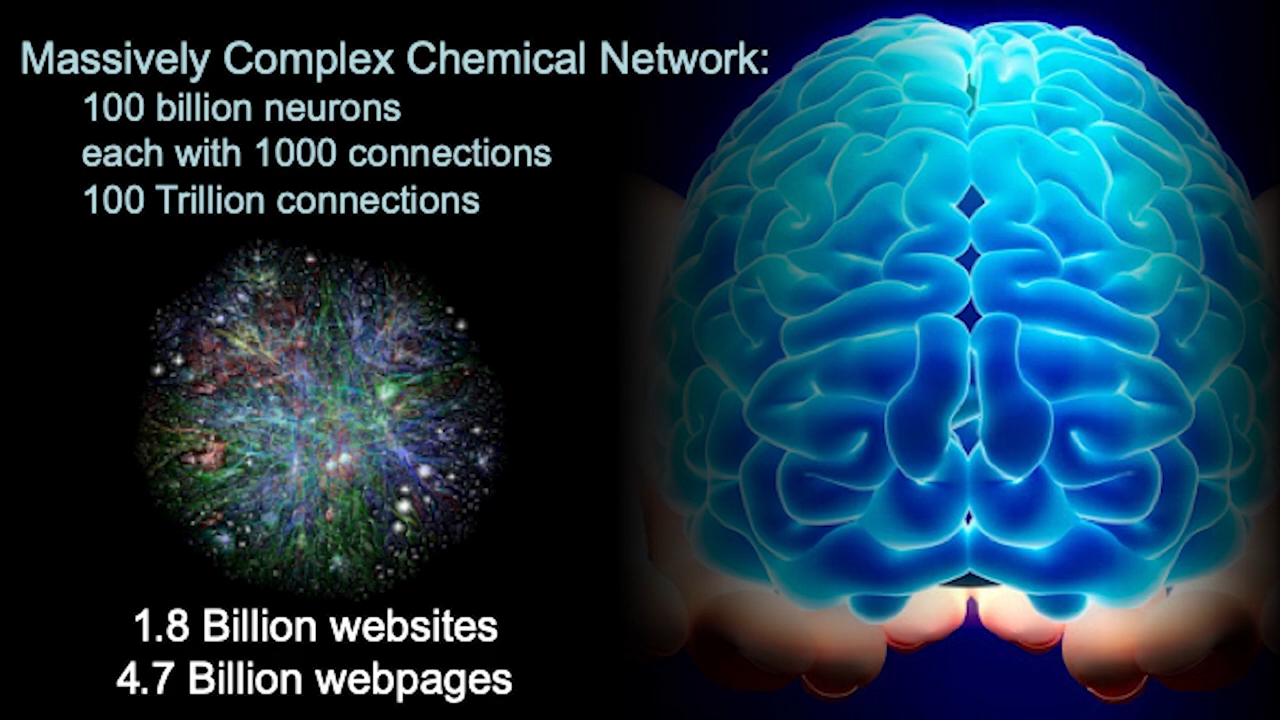 Massively Complex Chemical Network:
100 billion neurons
each with 1000 connections
100 Trillion connections
1.8 Billion websites
4.7 Billion webpages